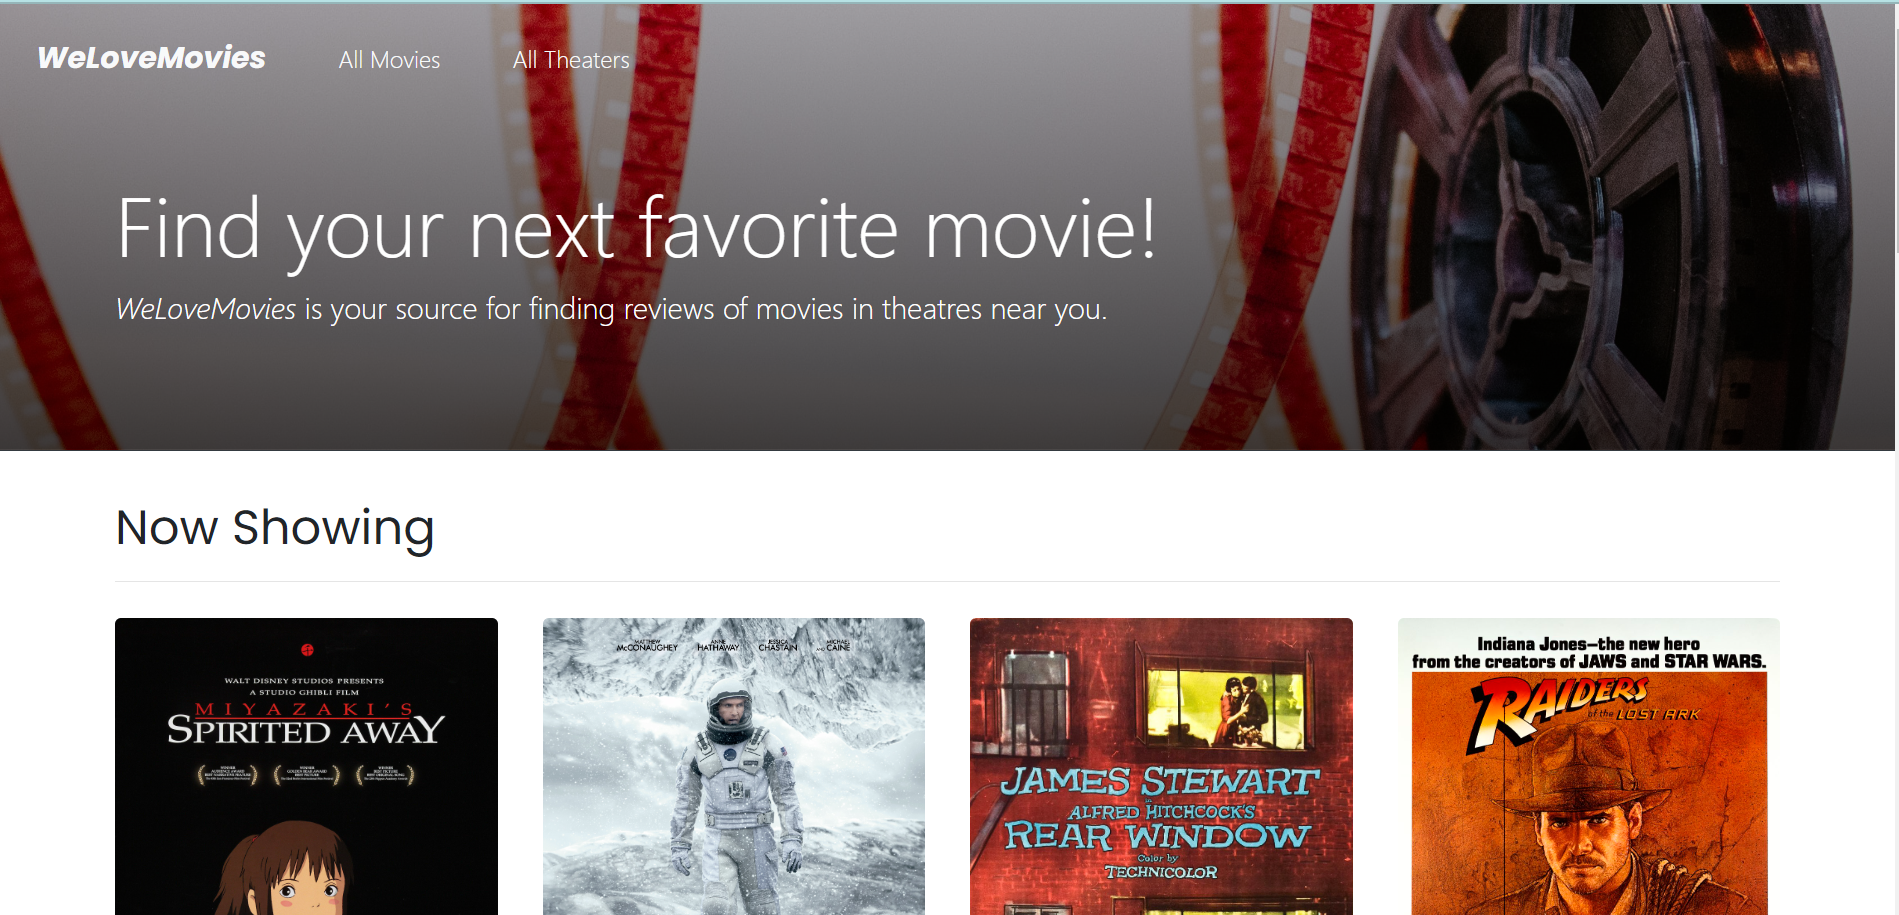 WeLoveMovies All Movies All Theaters
Find your next favorite movie!
WeLoveMovies is your source for finding reviews of movies in theatres near you.
Now Showing
WALT DISNEY STUDIOS PRESENTS
A STUDIO GHIBLI FILM
MIYAZAKI'S
SPIRITED AWAY
MATTHEW McCONAUGHEY ANNE HATHAWAY JESSICA CHASTAIN AND MICHAEL CAINE
JAMES STEWART
ALFRED HITCHCOCK'S
REAR WINDOW
Color by
TECHNICOLOR
Indiana Jones—the new hero
from the creators of JAWS and STAR WARS.
RAIDERS
of the LOST ARK